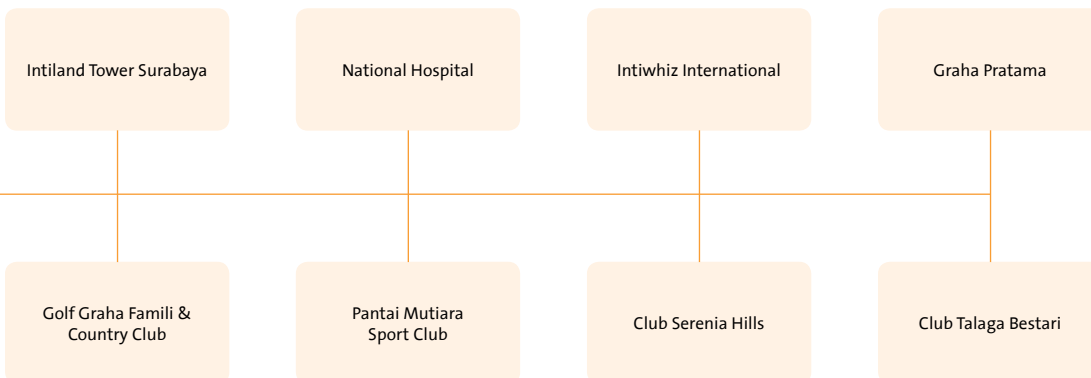 Intiland Tower Surabaya
National Hospital
Intiwhiz International
Graha Pratama
Golf Graha Famili &
Country Club
Pantai Mutiara
Sport Club
Club Serenia Hills
Club Talaga Bestari